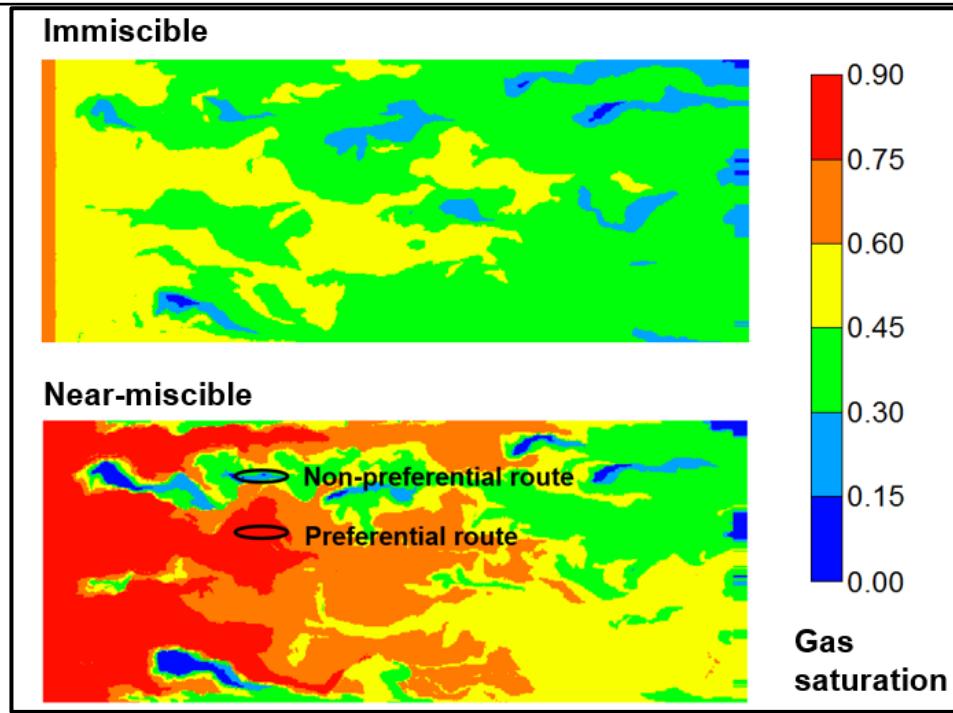 Immiscible
0.90
0.75
0.60
0.45
0.30
0.15
0.00
Near-miscible
Non-preferential route
Preferential route
Gas
saturation